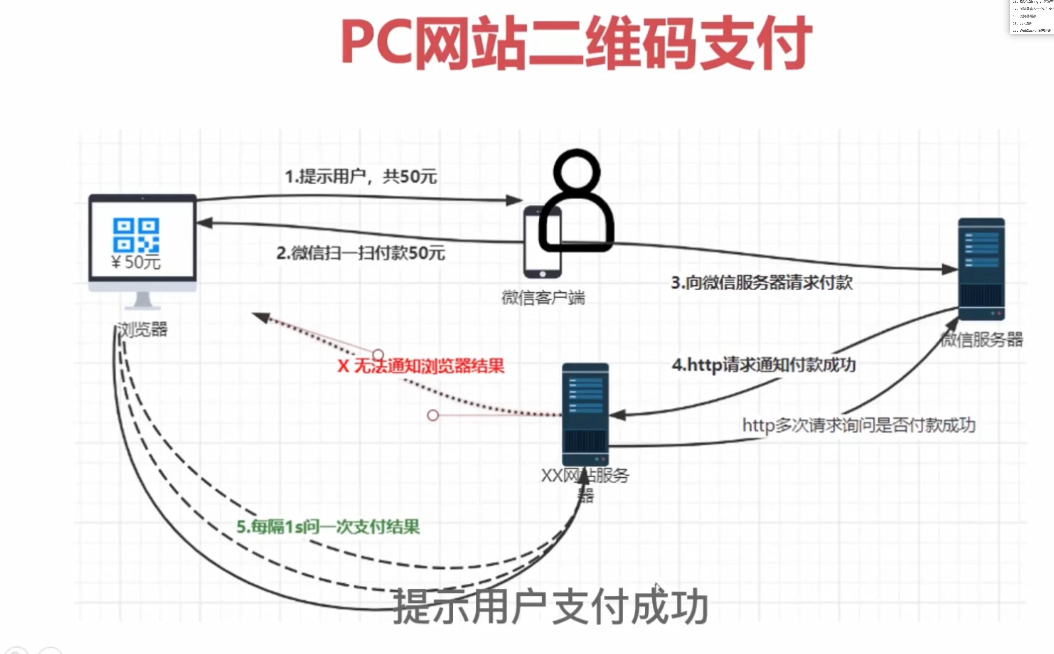 PC网站二维码支付
1.提示用户，共50元
¥50元
2.微信扫一扫付款50元
3.向微信服务器请求付款
微信客户端
浏览器
微信服务器
X 无法通知浏览器结果
4.http请求通知付款成功
http多次请求询问是否付款成功
XX网站服务
器
5.每隔1s问一次支付结果
提示用户支付成功